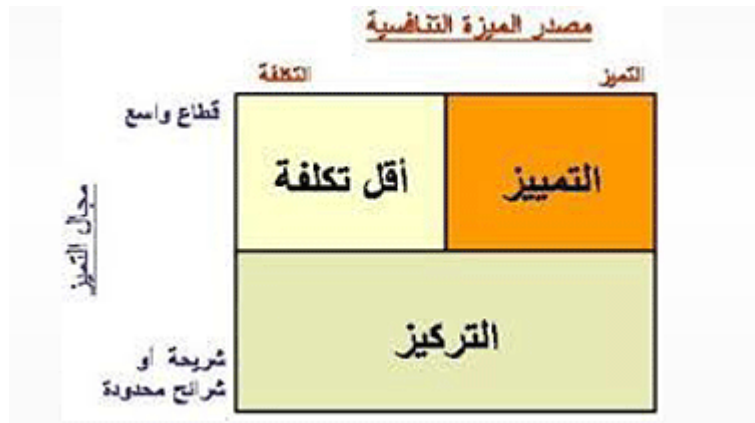 مصدر الميزة التنافسية
التميز
التكلفة
قطاع واسع
التمييز
أقل تكلفة
مجال التميز
التركيز
شريحة أو
شرائح محدودة